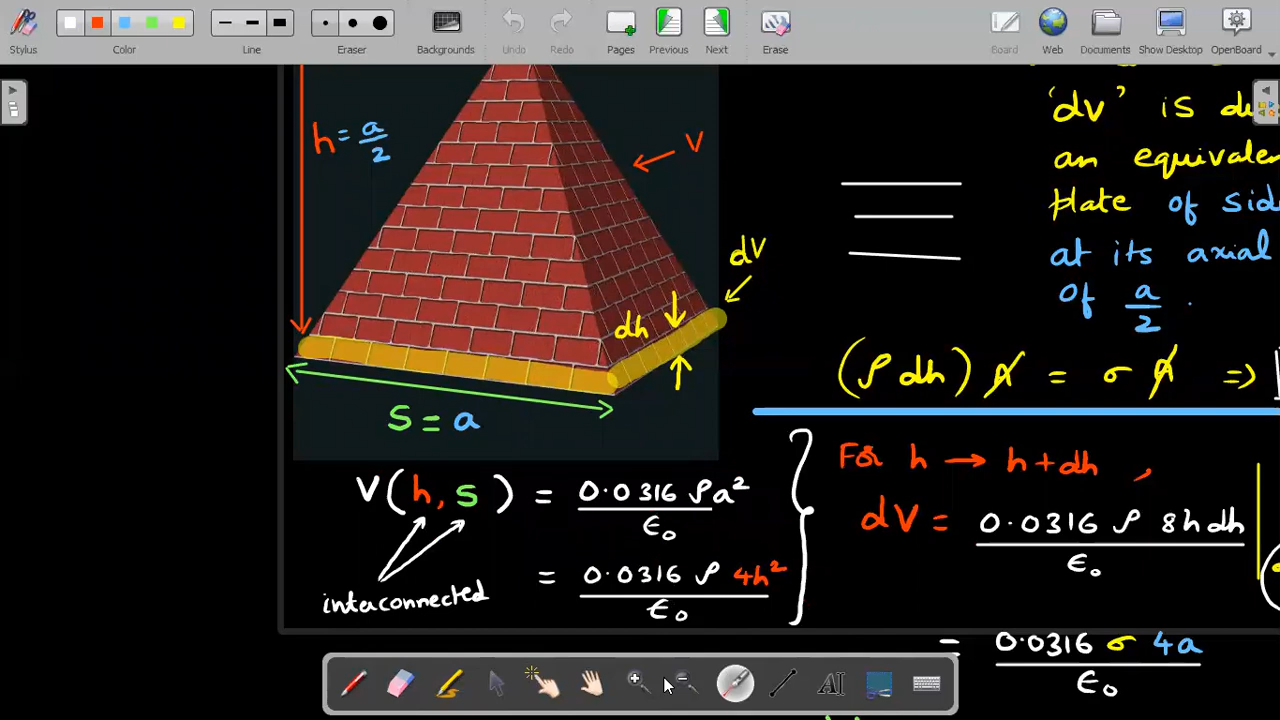 Stylus
Color
Line
Eraser
Backgrounds
Undo
Redo
Pages
Previous
Next
Erase
Board
Web
Documents
Show Desktop
OpenBoard
h = a/2
V
dV
dh
S = a
V(h, s) = 0.0316 ρa²/ε₀
= 0.0316 ρ 4h²/ε₀
interconnected
'dv' is
an equivalen
plate of sid
at its axial
of a/2 .
(ρ dh) A = σ A =>
For h → h+dh ,
dV = 0.0316 ρ 8h dh/ε₀
= 0.0316 σ 4a/ε₀